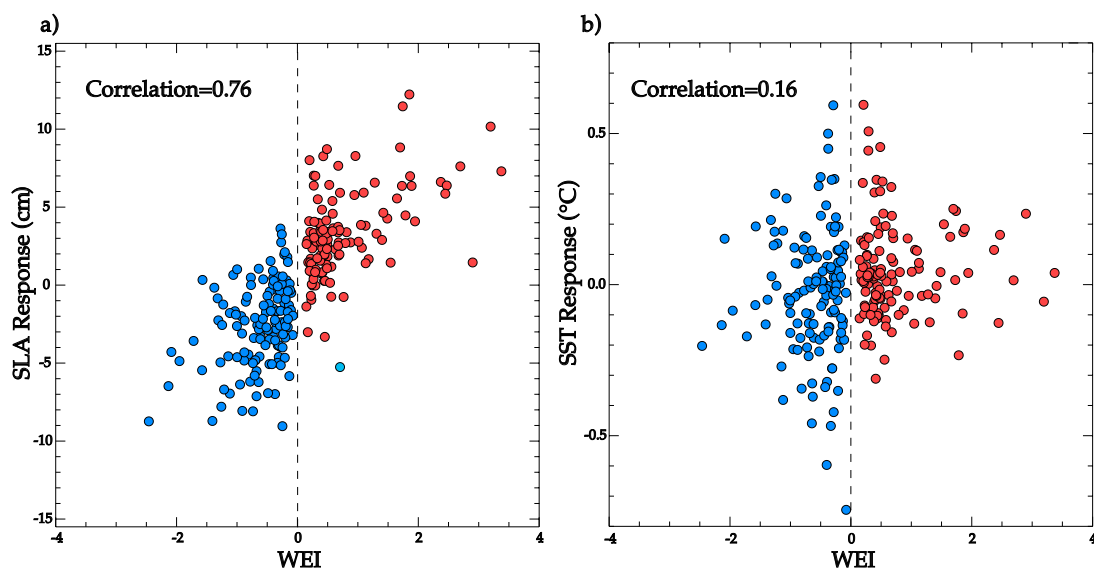 a)
Correlation=0.76
SLA Response (cm)
15
10
5
0
-5
-10
-15
-4
-2
0
2
4
WEI
b)
Correlation=0.16
SST Response (°C)
0.5
0.0
-0.5
-4
-2
0
2
4
WEI